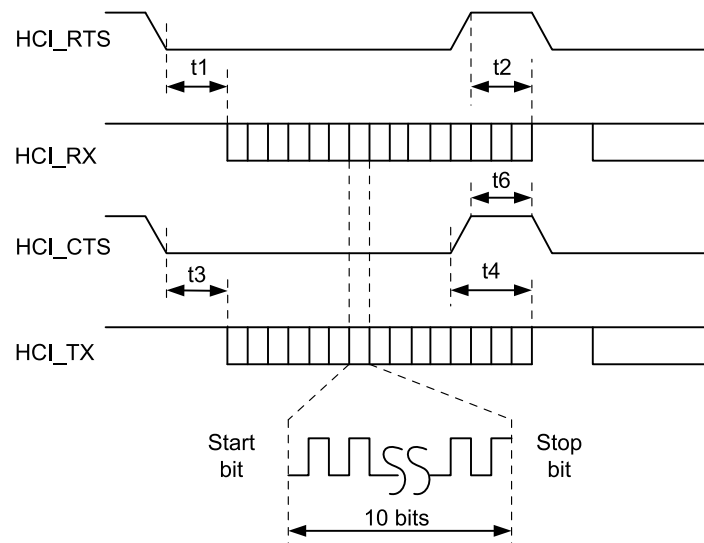 HCI_RTS
t1
t2
HCI_RX
t6
HCI_CTS
t3
t4
HCI_TX
Start
bit
Stop
bit
10 bits